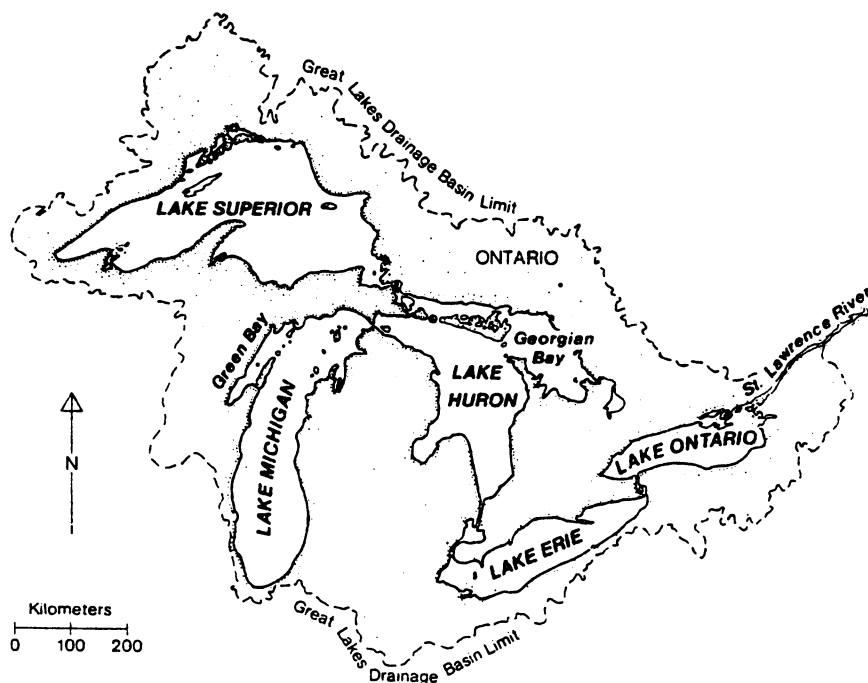 Great Lakes Drainage Basin Limit
LAKE SUPERIOR
ONTARIO
Green Bay
Georgian
Bay
LAKE
HURON
St. Lawrence River
LAKE MICHIGAN
LAKE ONTARIO
N
LAKE ERIE
Kilometers
0 100 200
Great Lakes Drainage Basin Limit